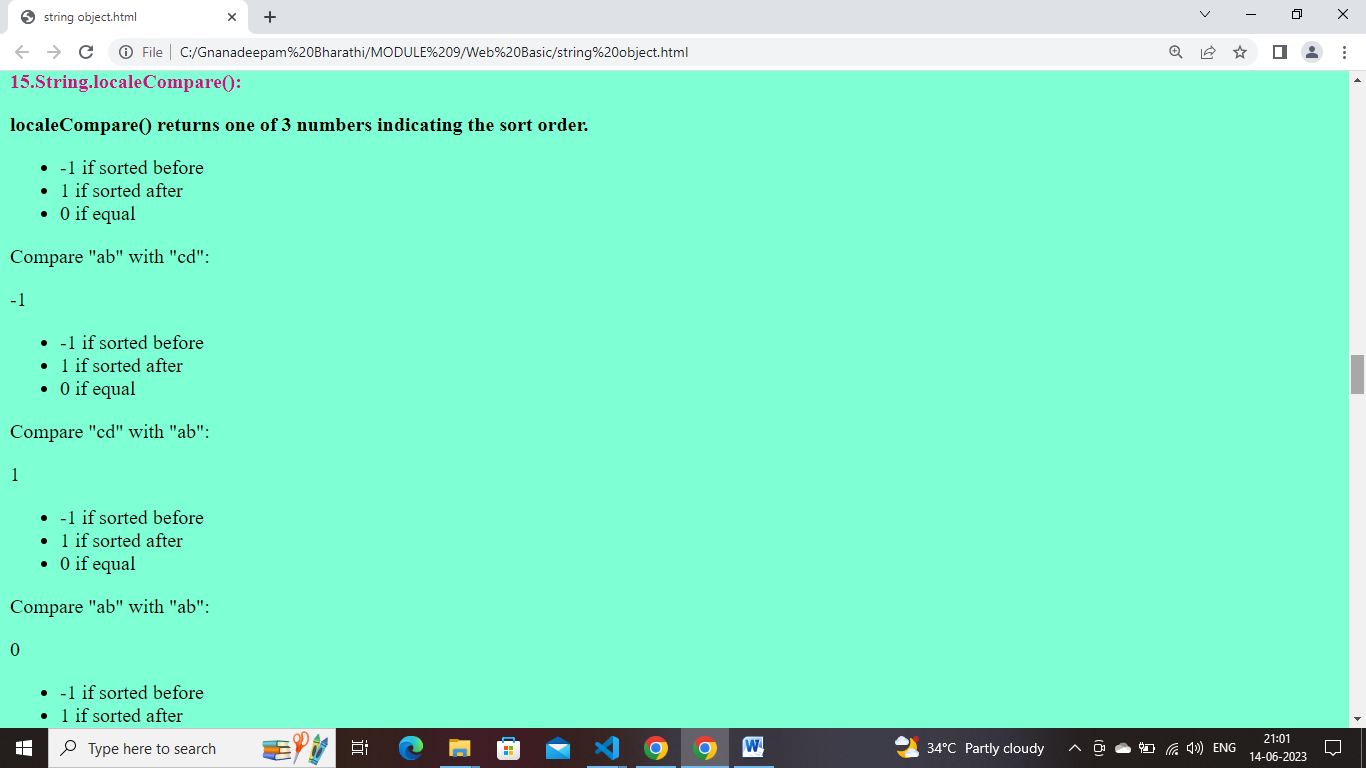 string object.html
File
C:/Gnanadeepam%20Bharathi/MODULE%209/Web%20Basic/string%20object.html
15.String.localeCompare():
localeCompare() returns one of 3 numbers indicating the sort order.
-1 if sorted before
1 if sorted after
0 if equal
Compare "ab" with "cd":
-1
-1 if sorted before
1 if sorted after
0 if equal
Compare "cd" with "ab":
1
-1 if sorted before
1 if sorted after
0 if equal
Compare "ab" with "ab":
0
-1 if sorted before
1 if sorted after
Type here to search
34°C Partly cloudy
ENG
21:01
14-06-2023